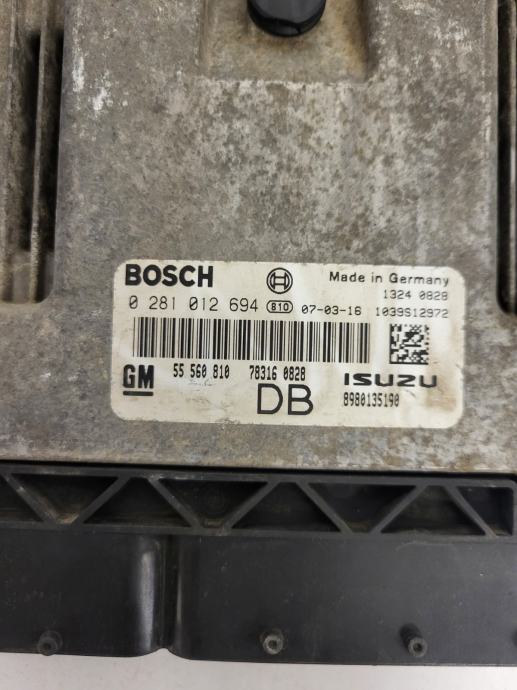 BOSCH Made in Germany
0 281 012 694 810 07-03-16 1324 0828
1039S12972
GM 55 560 810 78316 0828 ISUZU
DB 8980135190